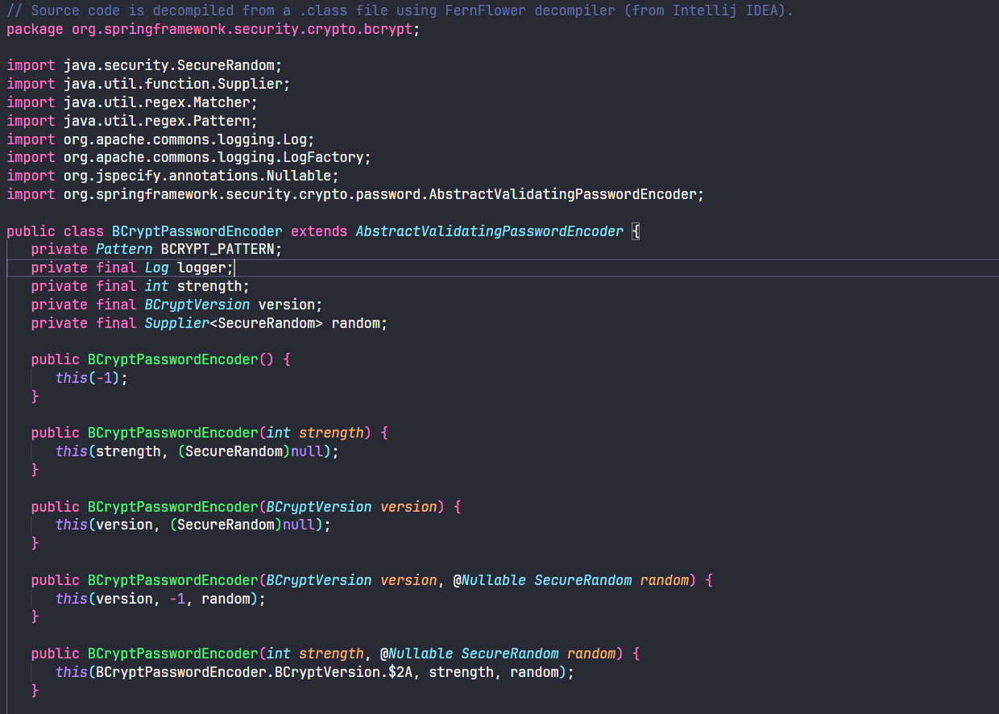 // Source code is decompiled from a .class file using FernFlower decompiler (from Intellij IDEA).
package org.springframework.security.crypto.bcrypt;
import java.security.SecureRandom;
import java.util.function.Supplier;
import java.util.regex.Matcher;
import java.util.regex.Pattern;
import org.apache.commons.logging.Log;
import org.apache.commons.logging.LogFactory;
import org.jspecify.annotations.Nullable;
import org.springframework.security.crypto.password.AbstractValidatingPasswordEncoder;
public class BCryptPasswordEncoder extends AbstractValidatingPasswordEncoder {
private Pattern BCRYPT_PATTERN;
private final Log logger;
private final int strength;
private final BCryptVersion version;
private final Supplier<SecureRandom> random;
public BCryptPasswordEncoder() {
this(-1);
}
public BCryptPasswordEncoder(int strength) {
this(strength, (SecureRandom)null);
}
public BCryptPasswordEncoder(BCryptVersion version) {
this(version, (SecureRandom)null);
}
public BCryptPasswordEncoder(BCryptVersion version, @Nullable SecureRandom random) {
this(version, -1, random);
}
public BCryptPasswordEncoder(int strength, @Nullable SecureRandom random) {
this(BCryptPasswordEncoder.BCryptVersion.$2A, strength, random);
}